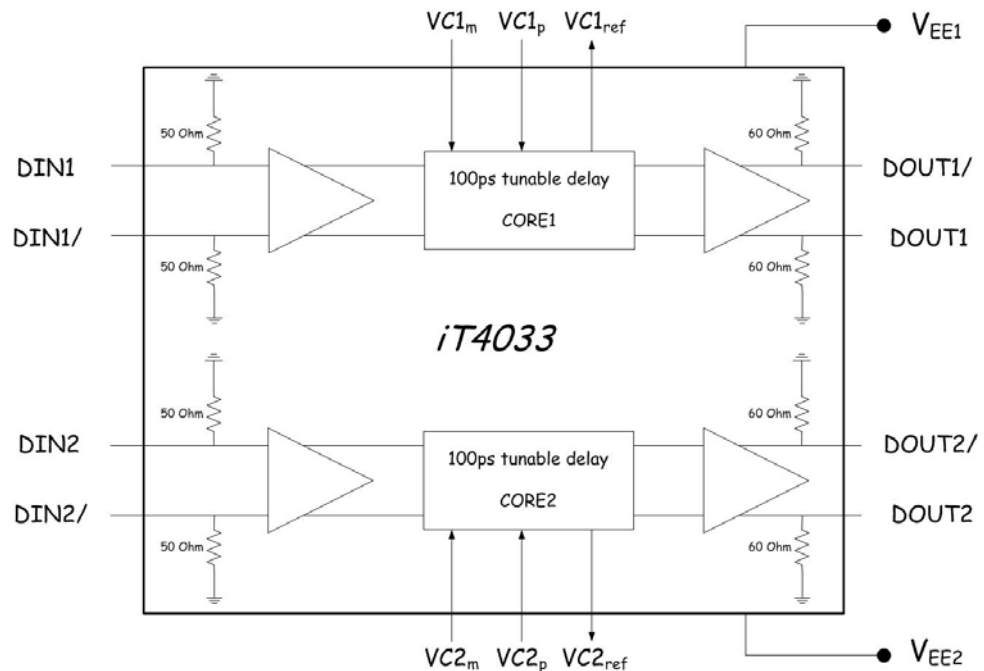 VC1m VC1p VC1ref
VEE1
50 Ohm 60 Ohm
DIN1 100ps tunable delay DOUT1/
CORE1
DIN1/ DOUT1
50 Ohm 60 Ohm
iT4033
50 Ohm 60 Ohm
DIN2 100ps tunable delay DOUT2/
CORE2
DIN2/ DOUT2
50 Ohm 60 Ohm
VC2m VC2p VC2ref
VEE2